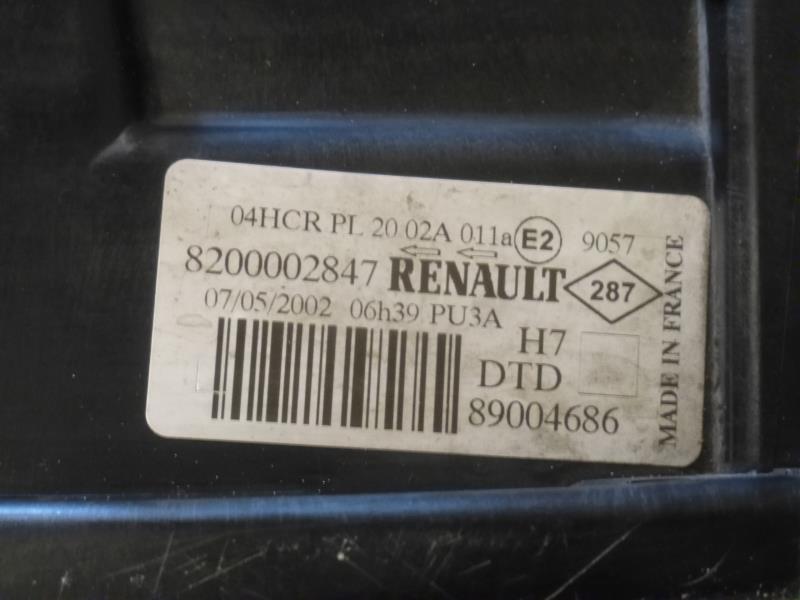 04HCR PL 20 02A 011a E2 9057
8200002847 RENAULT 287
07/05/2002 06h39 PU3A
H7
DTD
89004686
MADE IN FRANCE